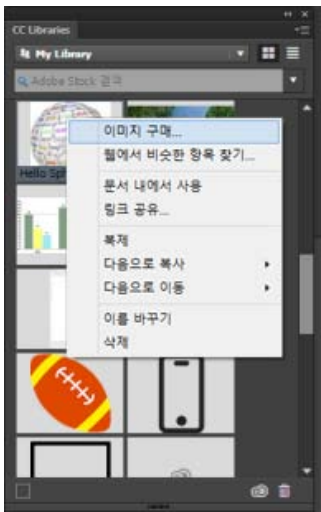 CC Libraries
My Library
Adobe Stock 검색
Hello Sph
이미지 구매...
웹에서 비슷한 항목 찾기...
문서 내에서 사용
링크 공유...
복제
다음으로 복사
다음으로 이동
이름 바꾸기
삭제